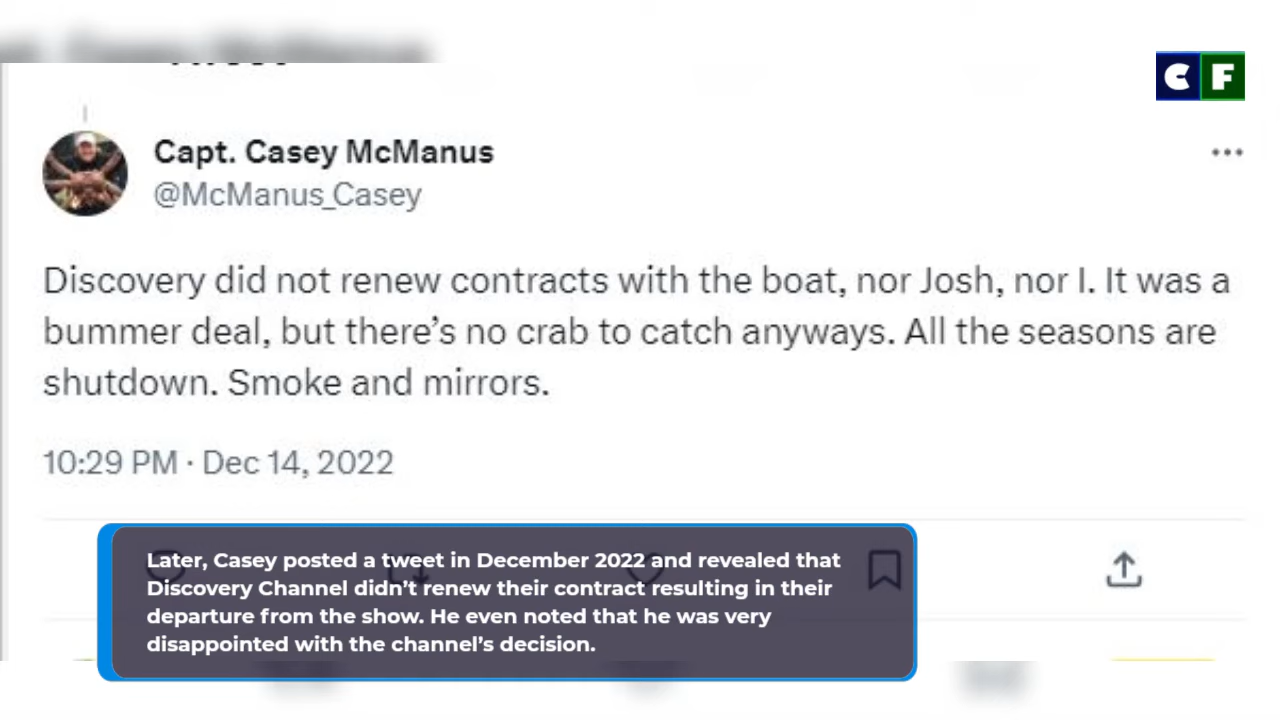 C F
Capt. Casey McManus
@McManus_Casey
Discovery did not renew contracts with the boat, nor Josh, nor I. It was a
bummer deal, but there’s no crab to catch anyways. All the seasons are
shutdown. Smoke and mirrors.
10:29 PM · Dec 14, 2022
Later, Casey posted a tweet in December 2022 and revealed that
Discovery Channel didn’t renew their contract resulting in their
departure from the show. He even noted that he was very
disappointed with the channel’s decision.